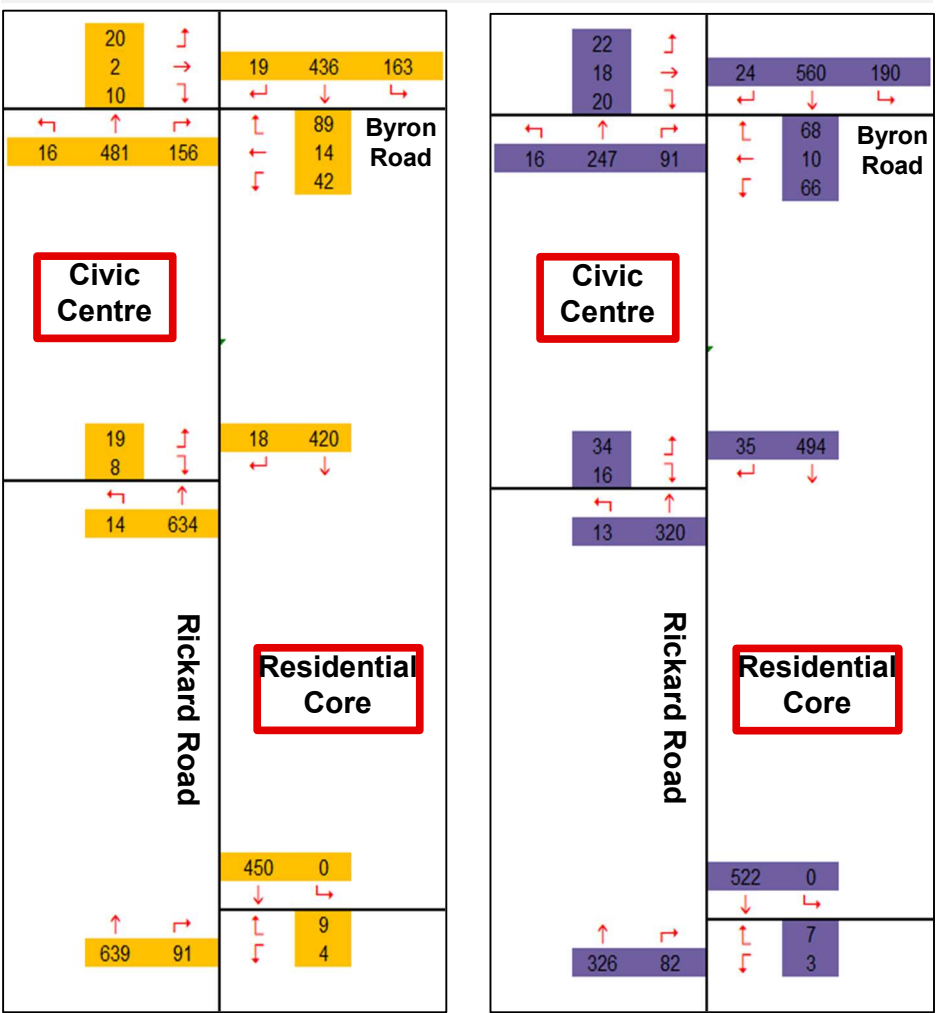 20
2
10
19 436 163
16 481 156
89
14
42
Byron
Road
Civic
Centre
19
8
18 420
14 634
Rickard Road
Residential
Core
450 0
639 91
9
4
22
18
20
24 560 190
16 247 91
68
10
66
Byron
Road
Civic
Centre
34
16
35 494
13 320
Rickard Road
Residential
Core
522 0
326 82
7
3